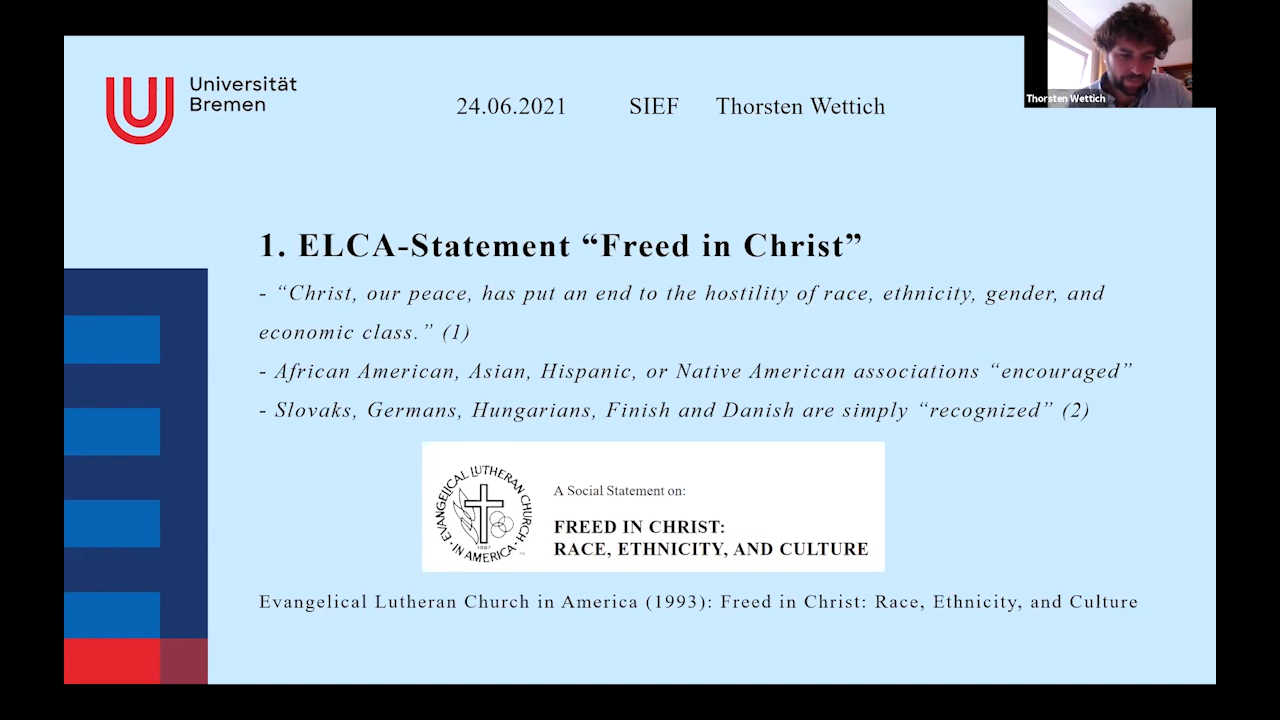 Universität
Bremen
24.06.2021 SIEF Thorsten Wettich
Thorsten Wettich
1. ELCA-Statement “Freed in Christ”
- “Christ, our peace, has put an end to the hostility of race, ethnicity, gender, and
economic class.” (1)
- African American, Asian, Hispanic, or Native American associations “encouraged”
- Slovaks, Germans, Hungarians, Finish and Danish are simply “recognized” (2)
EVANGELICAL LUTHERAN CHURCH
IN AMERICA
1987
A Social Statement on:
FREED IN CHRIST:
RACE, ETHNICITY, AND CULTURE
Evangelical Lutheran Church in America (1993): Freed in Christ: Race, Ethnicity, and Culture